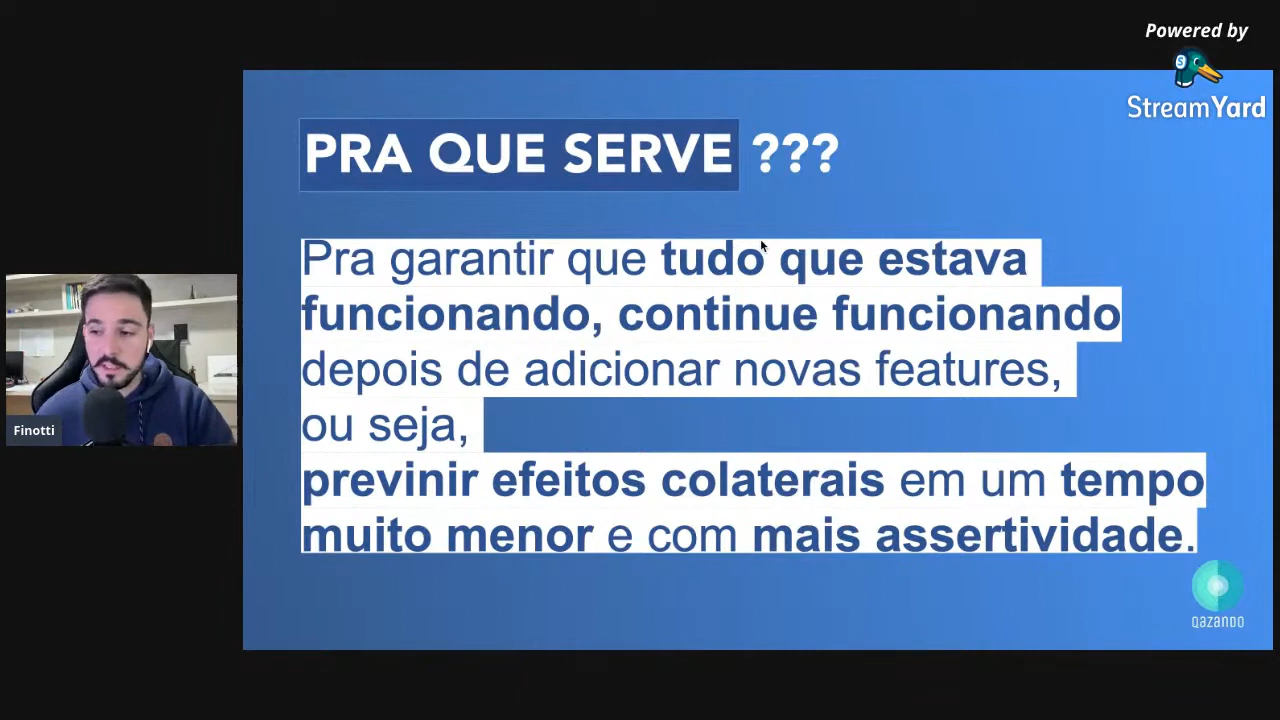 Powered by
StreamYard
PRA QUE SERVE ???
Pra garantir que tudo que estava
funcionando, continue funcionando
depois de adicionar novas features,
ou seja,
previnir efeitos colaterais em um tempo
muito menor e com mais assertividade.
Finotti
QAZANDO